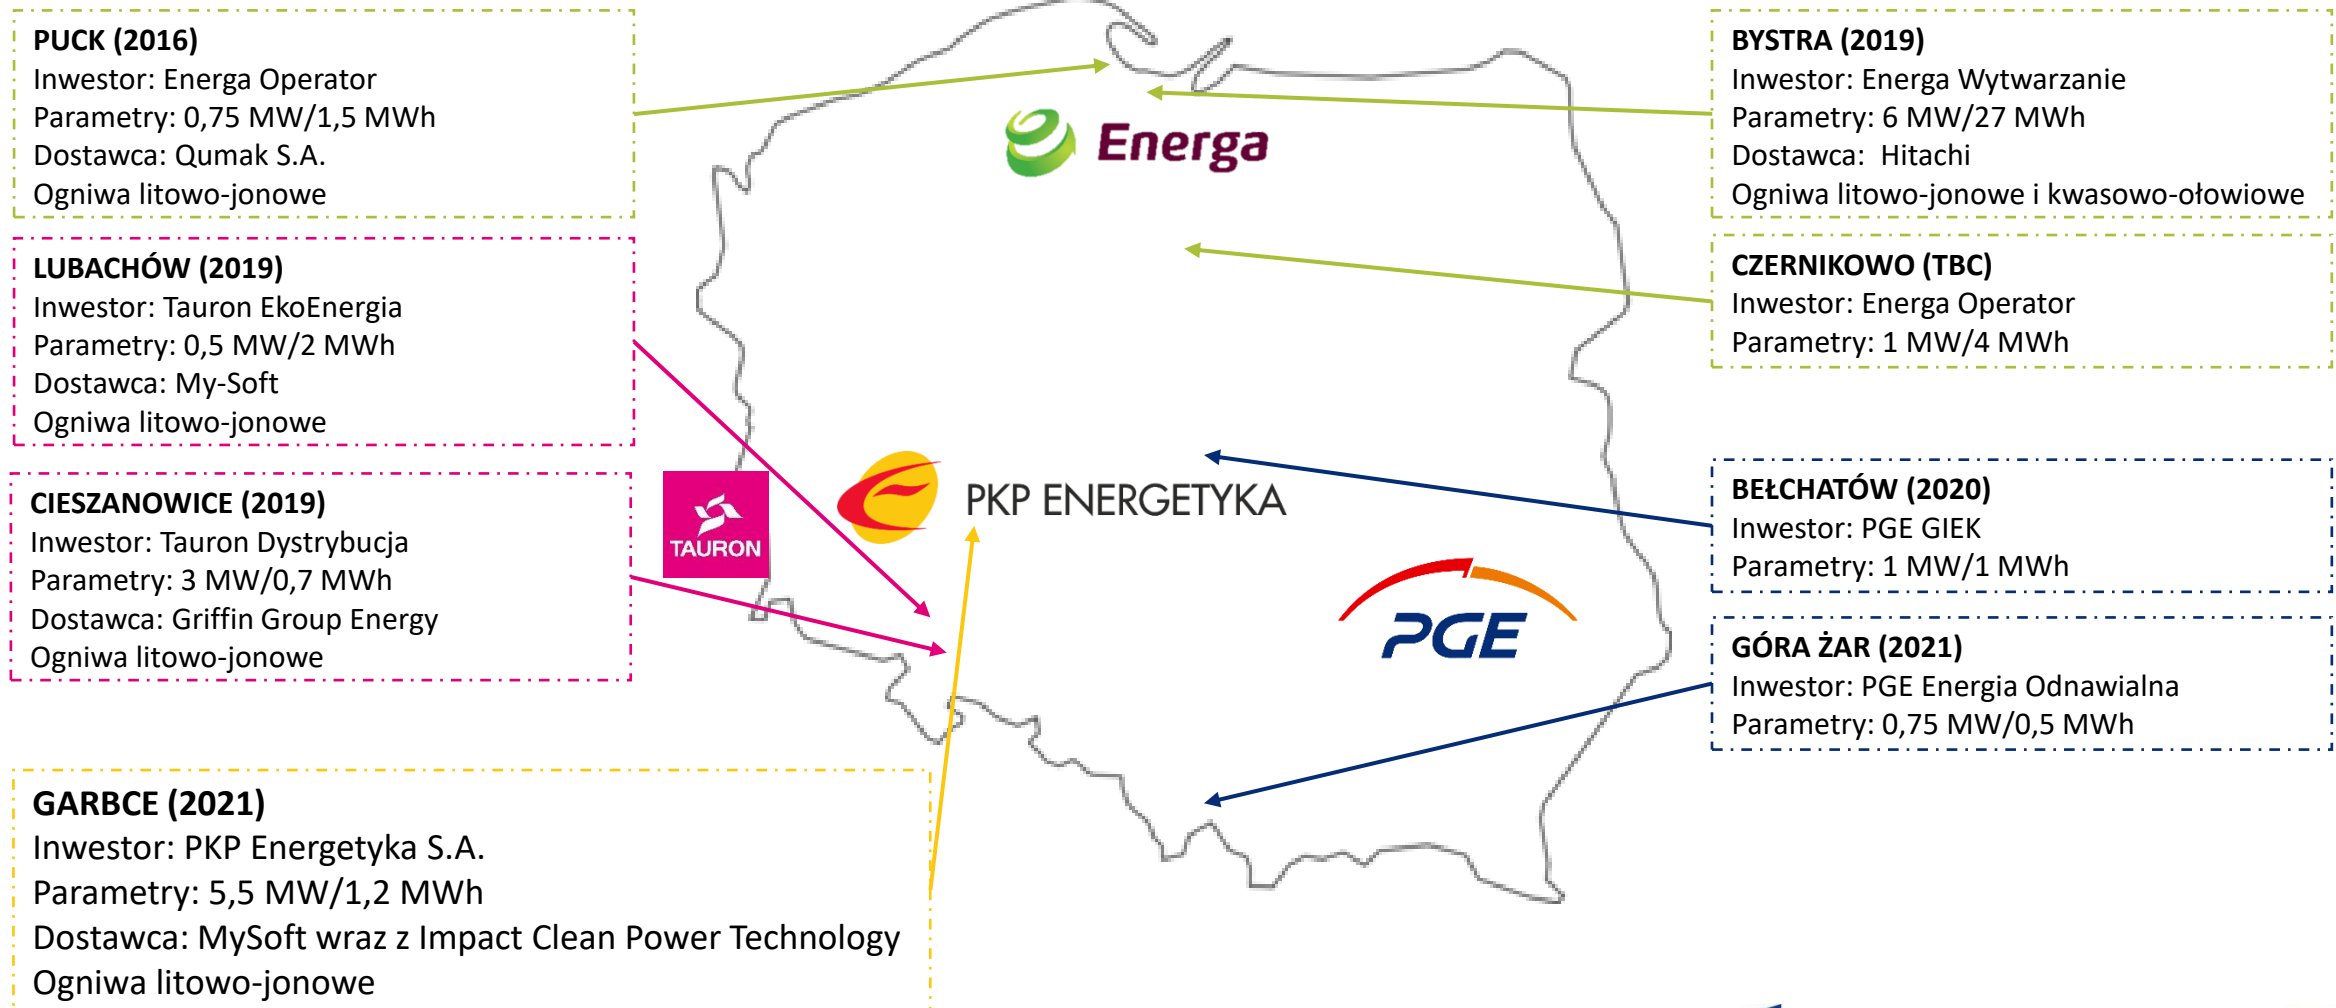 PUCK (2016)
Inwestor: Energa Operator
Parametry: 0,75 MW/1,5 MWh
Dostawca: Qumak S.A.
Ogniwa litowo-jonowe
LUBACHÓW (2019)
Inwestor: Tauron EkoEnergia
Parametry: 0,5 MW/2 MWh
Dostawca: My-Soft
Ogniwa litowo-jonowe
CIESZANOWICE (2019)
Inwestor: Tauron Dystrybucja
Parametry: 3 MW/0,7 MWh
Dostawca: Griffin Group Energy
Ogniwa litowo-jonowe
GARBCE (2021)
Inwestor: PKP Energetyka S.A.
Parametry: 5,5 MW/1,2 MWh
Dostawca: MySoft wraz z Impact Clean Power Technology
Ogniwa litowo-jonowe
Energa
TAURON
PKP ENERGETYKA
PGE
BYSTRA (2019)
Inwestor: Energa Wytwarzanie
Parametry: 6 MW/27 MWh
Dostawca:  Hitachi
Ogniwa litowo-jonowe i kwasowo-ołowiowe
CZERNIKOWO (TBC)
Inwestor: Energa Operator
Parametry: 1 MW/4 MWh
BEŁCHATÓW (2020)
Inwestor: PGE GIEK
Parametry: 1 MW/1 MWh
GÓRA ŻAR (2021)
Inwestor: PGE Energia Odnawialna
Parametry: 0,75 MW/0,5 MWh